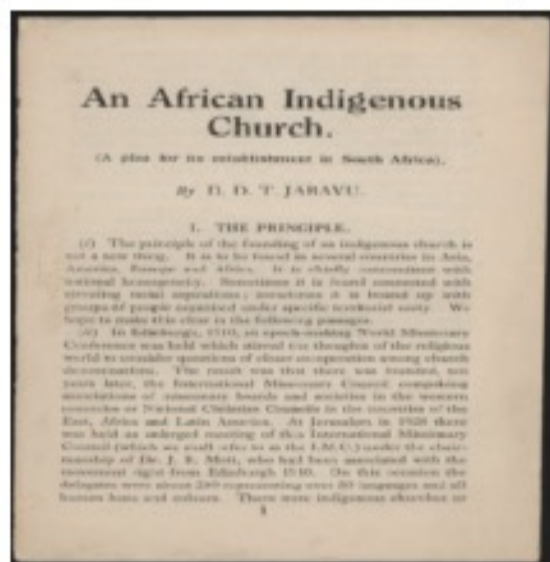 An African Indigenous
Church.
(A plea for its establishment in South Africa).
By D. D. T. JABAVU.
I. THE PRINCIPLE.
(i) The principle of the founding of an indigenous church is
not a new thing. It is to be found in several countries in Asia,
America, Europe and Africa. It is chiefly concomitant with
national homogeneity. Sometimes it is found connected with
elevating racial aspirations; sometimes it is bound up with
groups of people organized under specific territorial unity. We
hope to make this clear in the following passages.
(ii) In Edinburgh, 1910, an epoch-making World Missionary
Conference was held which stirred the thoughts of the religious
world to consider questions of closer co-operation among church
denominations. The result was that there was founded, ten
years later, the International Missionary Council comprising
associations of missionary boards and societies in the western
countries or National Christian Councils in the countries of the
East, Africa and Latin America. At Jerusalem in 1928 there
was held an enlarged meeting of this International Missionary
Council (which we shall refer to as the I.M.C.) under the chair-
manship of Dr. J. R. Mott, who had been associated with the
movement right from Edinburgh 1910. On this occasion the
delegates were about 240 representing over 50 languages and all
human hues and colours. There were indigenous churches or
1